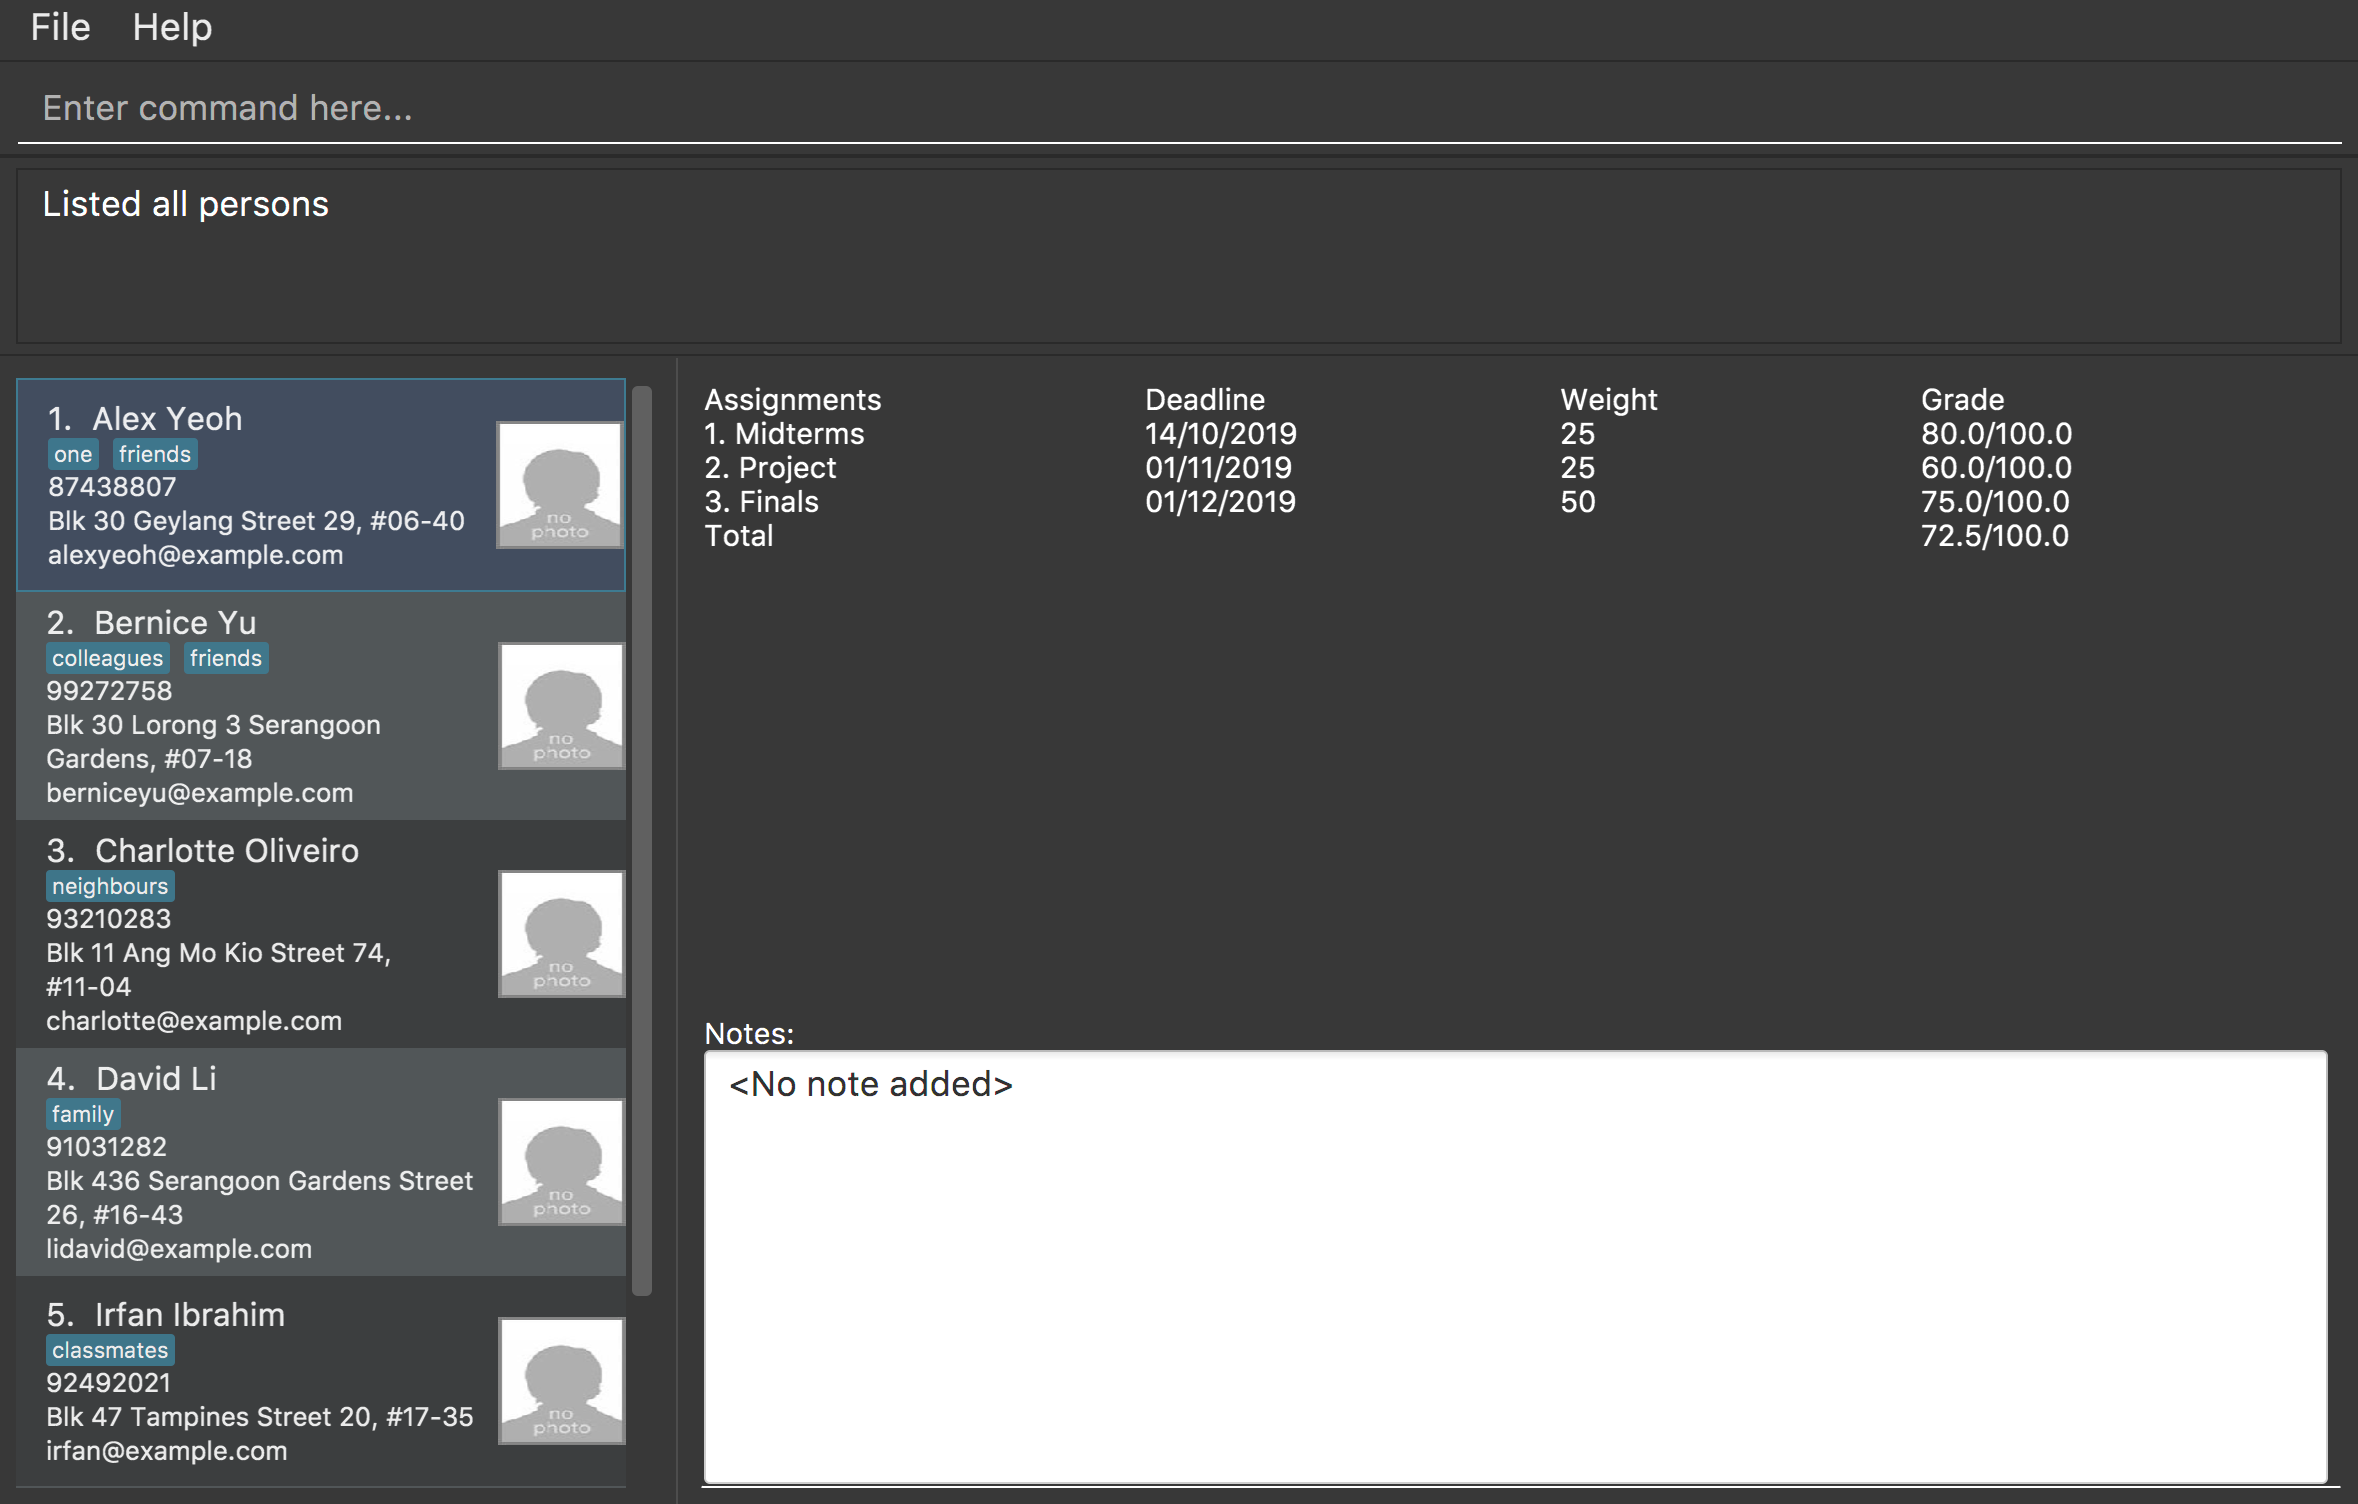 File Help
Enter command here...
Listed all persons
1. Alex Yeoh
one friends
87438807
Blk 30 Geylang Street 29, #06-40
alexyeoh@example.com
no
photo
2. Bernice Yu
colleagues friends
99272758
Blk 30 Lorong 3 Serangoon
Gardens, #07-18
berniceyu@example.com
no
photo
3. Charlotte Oliveiro
neighbours
93210283
Blk 11 Ang Mo Kio Street 74,
#11-04
charlotte@example.com
no
photo
4. David Li
family
91031282
Blk 436 Serangoon Gardens Street
26, #16-43
lidavid@example.com
no
photo
5. Irfan Ibrahim
classmates
92492021
Blk 47 Tampines Street 20, #17-35
irfan@example.com
no
photo
Assignments Deadline Weight Grade
1. Midterms 14/10/2019 25 80.0/100.0
2. Project 01/11/2019 25 60.0/100.0
3. Finals 01/12/2019 50 75.0/100.0
Total 72.5/100.0
Notes:
<No note added>